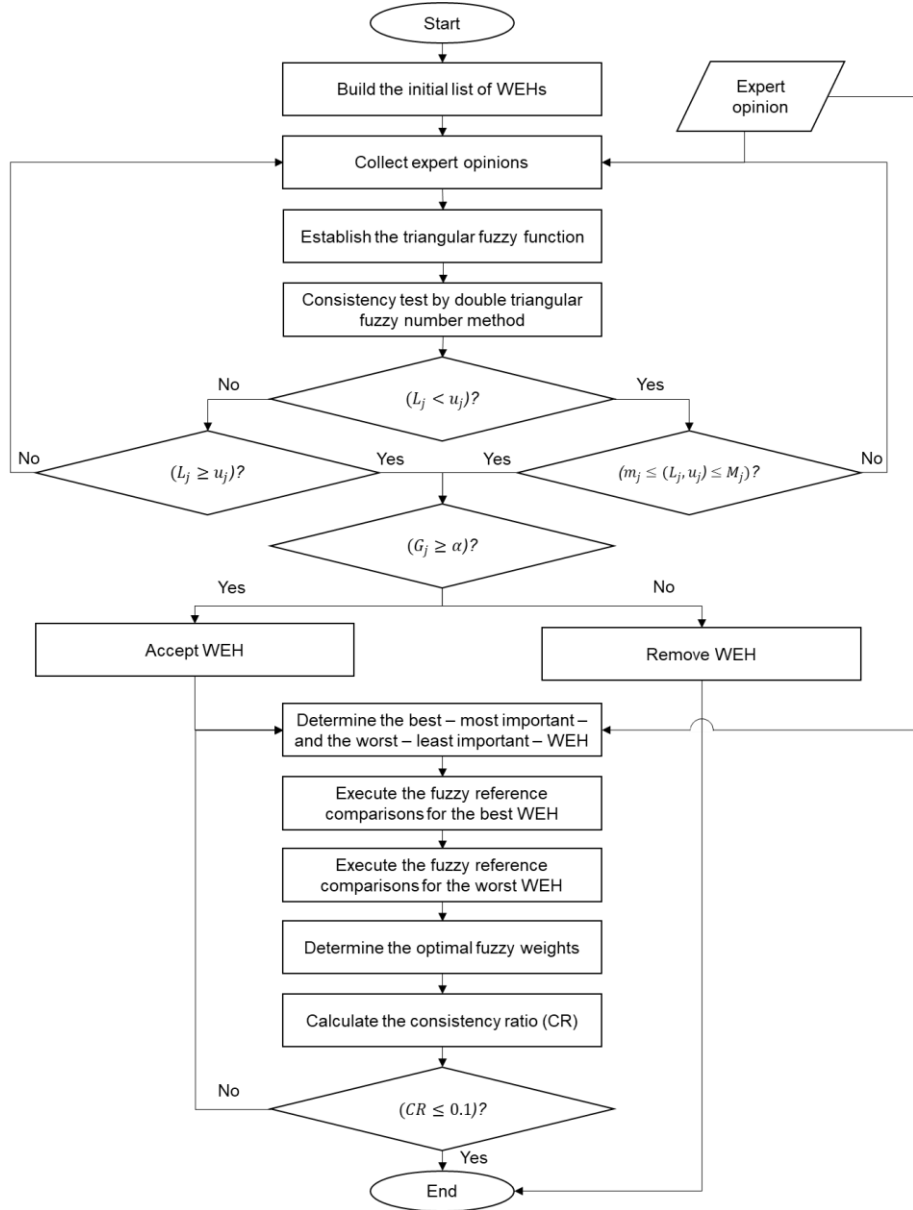 Start
Build the initial list of WEHs
Expert
opinion
Collect expert opinions
Establish the triangular fuzzy function
Consistency test by double triangular
fuzzy number method
No
Yes
(L_j < u_j)?
No
(L_j ≥ u_j)?
Yes
Yes
(m_j ≤ (L_j, u_j) ≤ M_j)?
No
(G_j ≥ α)?
Yes
No
Accept WEH
Remove WEH
Determine the best – most important –
and the worst – least important – WEH
Execute the fuzzy reference
comparisons for the best WEH
Execute the fuzzy reference
comparisons for the worst WEH
Determine the optimal fuzzy weights
Calculate the consistency ratio (CR)
No
(CR ≤ 0.1)?
Yes
End